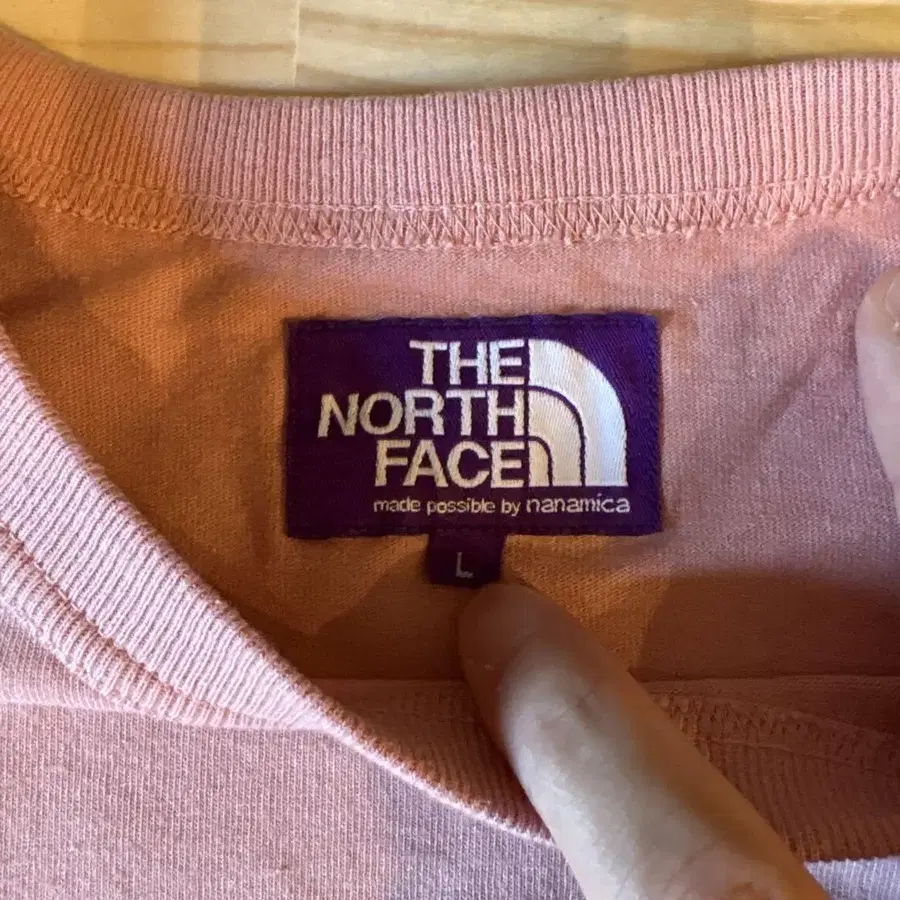 THE
NORTH
FACE
made possible by nanamica
L